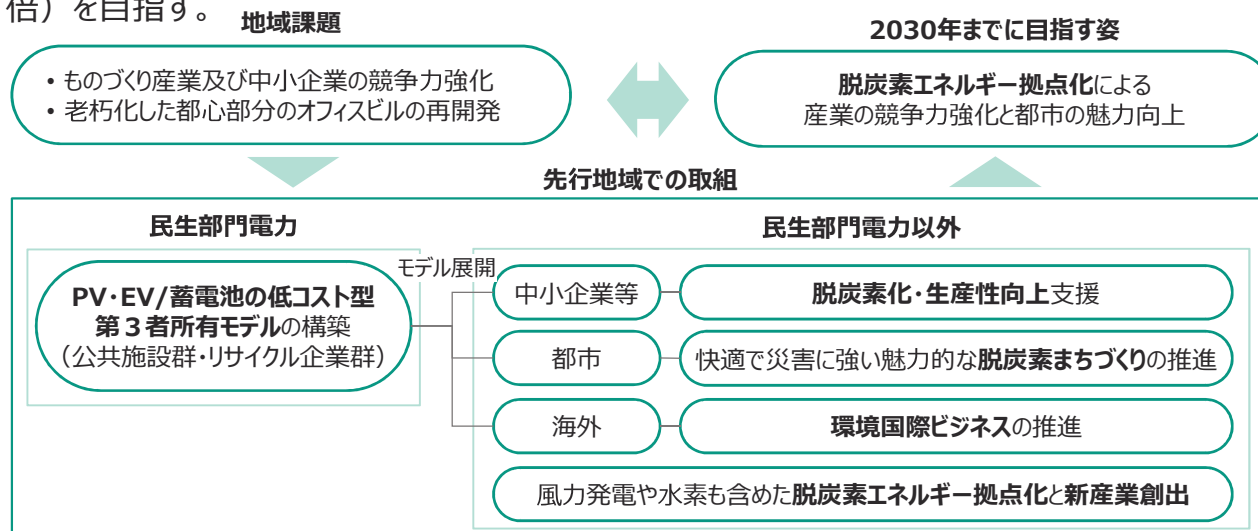 倍）を目指す。
地域課題
・ものづくり産業及び中小企業の競争力強化
・老朽化した都心部分のオフィスビルの再開発
2030年までに目指す姿
脱炭素エネルギー拠点化による
産業の競争力強化と都市の魅力向上
先行地域での取組
民生部門電力
PV・EV/蓄電池の低コスト型
第３者所有モデルの構築
（公共施設群・リサイクル企業群）
モデル展開
民生部門電力以外
中小企業等
脱炭素化・生産性向上支援
都市
快適で災害に強い魅力的な脱炭素まちづくりの推進
海外
環境国際ビジネスの推進
風力発電や水素も含めた脱炭素エネルギー拠点化と新産業創出